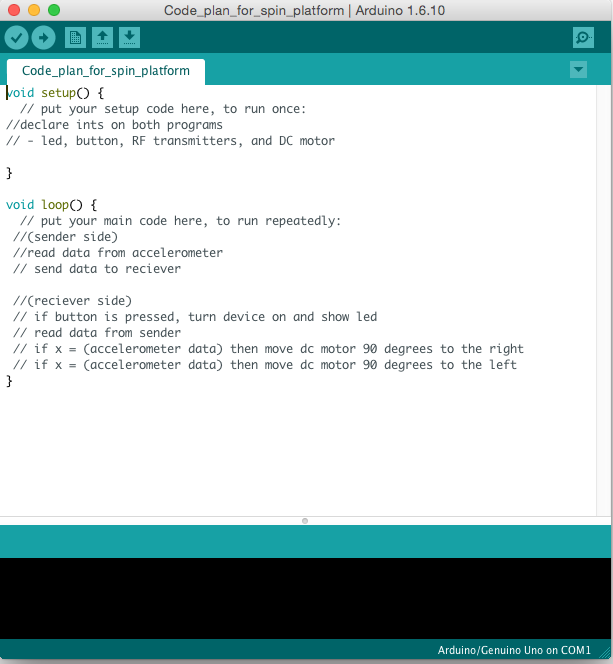 Code_plan_for_spin_platform | Arduino 1.6.10
Code_plan_for_spin_platform
void setup() {
  // put your setup code here, to run once:
//declare ints on both programs
// - led, button, RF transmitters, and DC motor

}

void loop() {
  // put your main code here, to run repeatedly:
 //(sender side)
 //read data from accelerometer
 // send data to reciever

 //(reciever side)
 // if button is pressed, turn device on and show led
 // read data from sender
 // if x = (accelerometer data) then move dc motor 90 degrees to the right
 // if x = (accelerometer data) then move dc motor 90 degrees to the left
}
Arduino/Genuino Uno on COM1